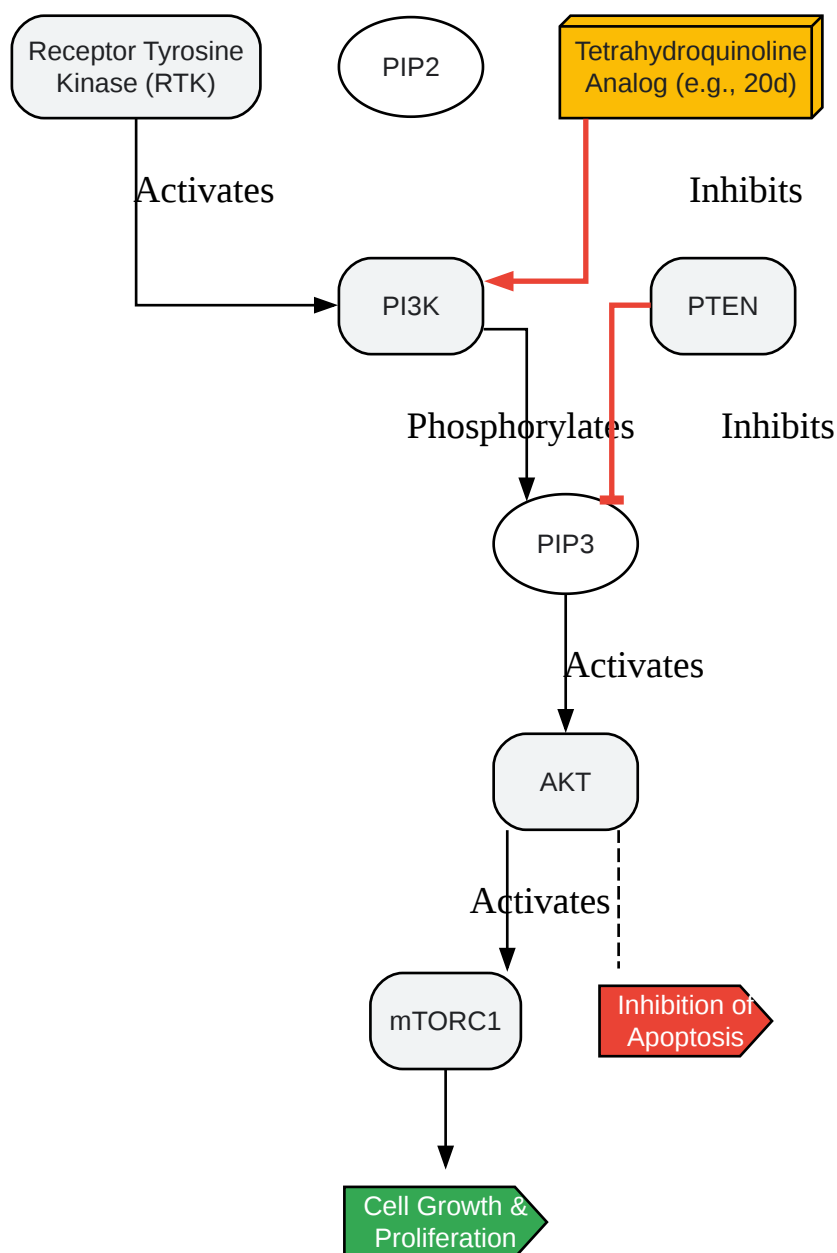 Receptor Tyrosine
Kinase (RTK)
PIP2
Tetrahydroquinoline
Analog (e.g., 20d)
Activates
Inhibits
PI3K
PTEN
Phosphorylates
Inhibits
PIP3
Activates
AKT
Activates
mTORC1
Inhibition of
Apoptosis
Cell Growth &
Proliferation